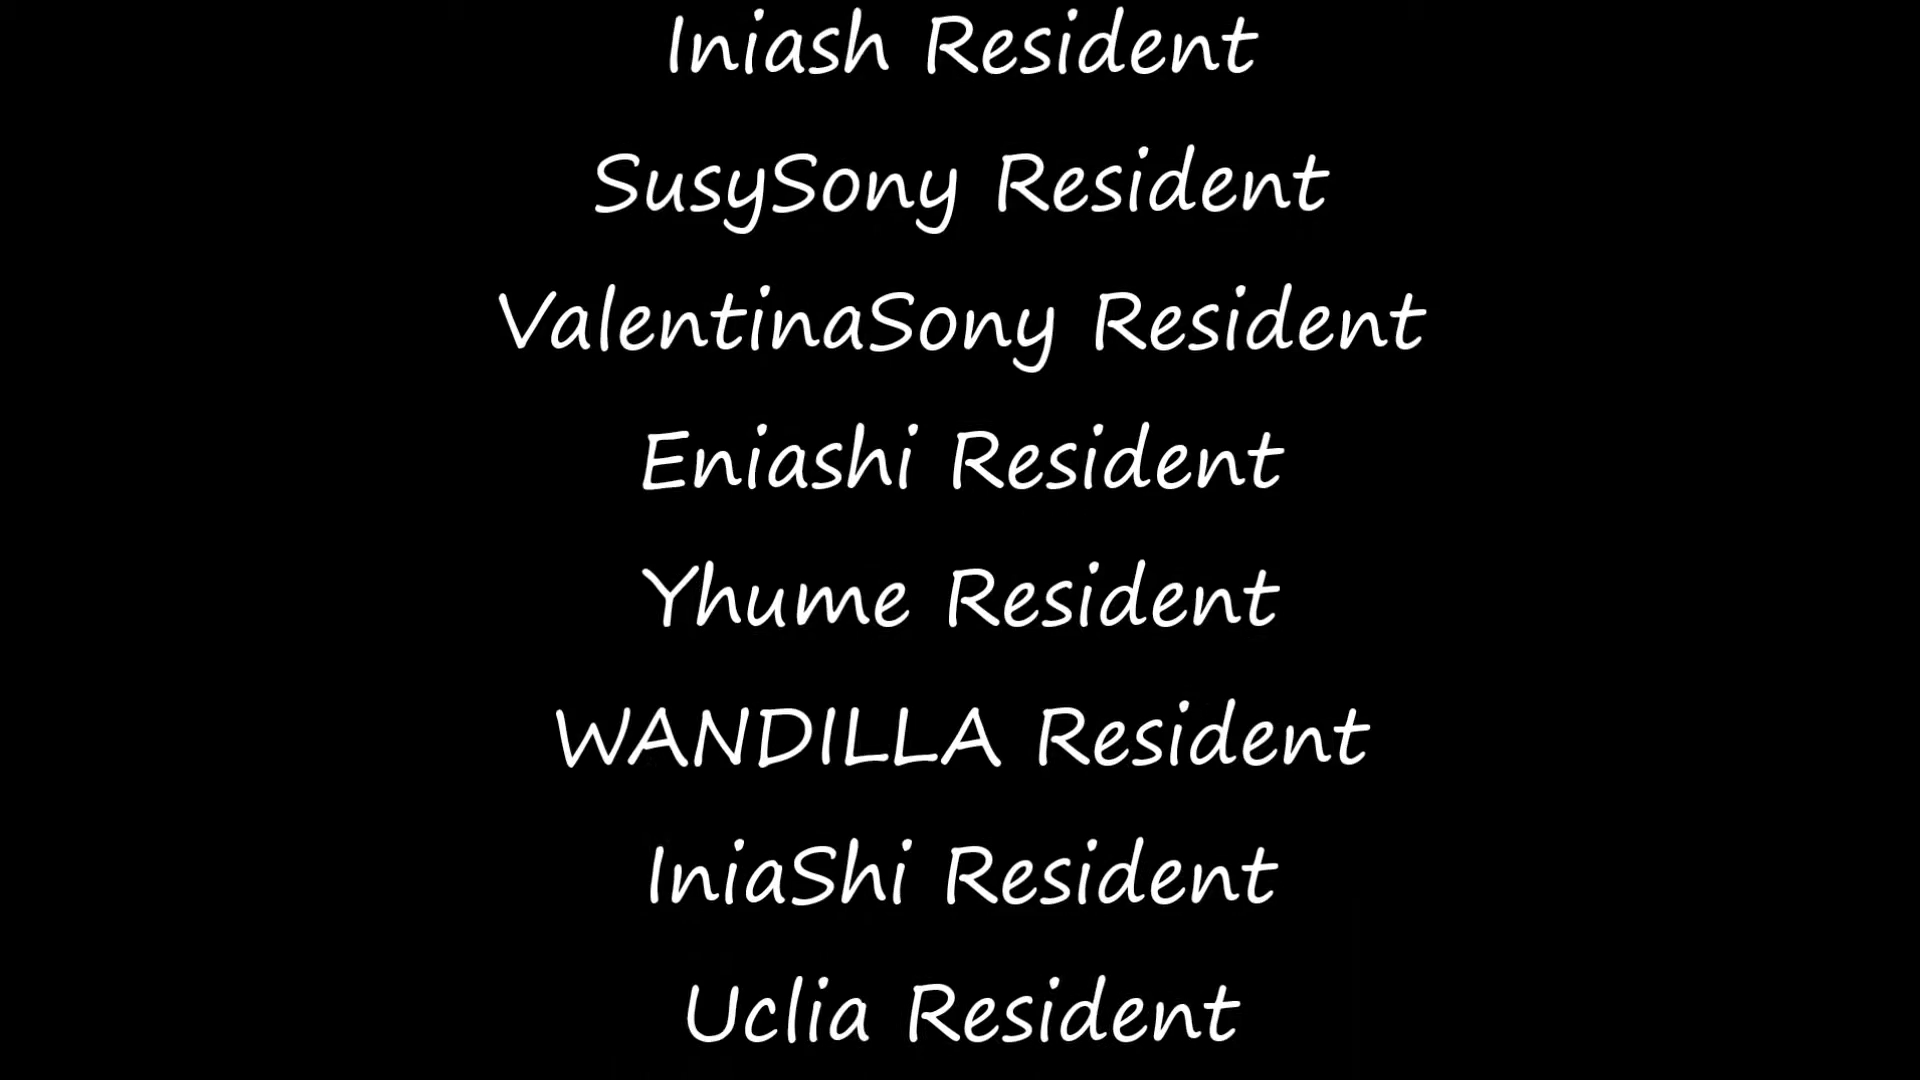 Iniash Resident
SusySony Resident
ValentinaSony Resident
Eniashi Resident
Yhume Resident
WANDILLA Resident
IniaShi Resident
Uclia Resident